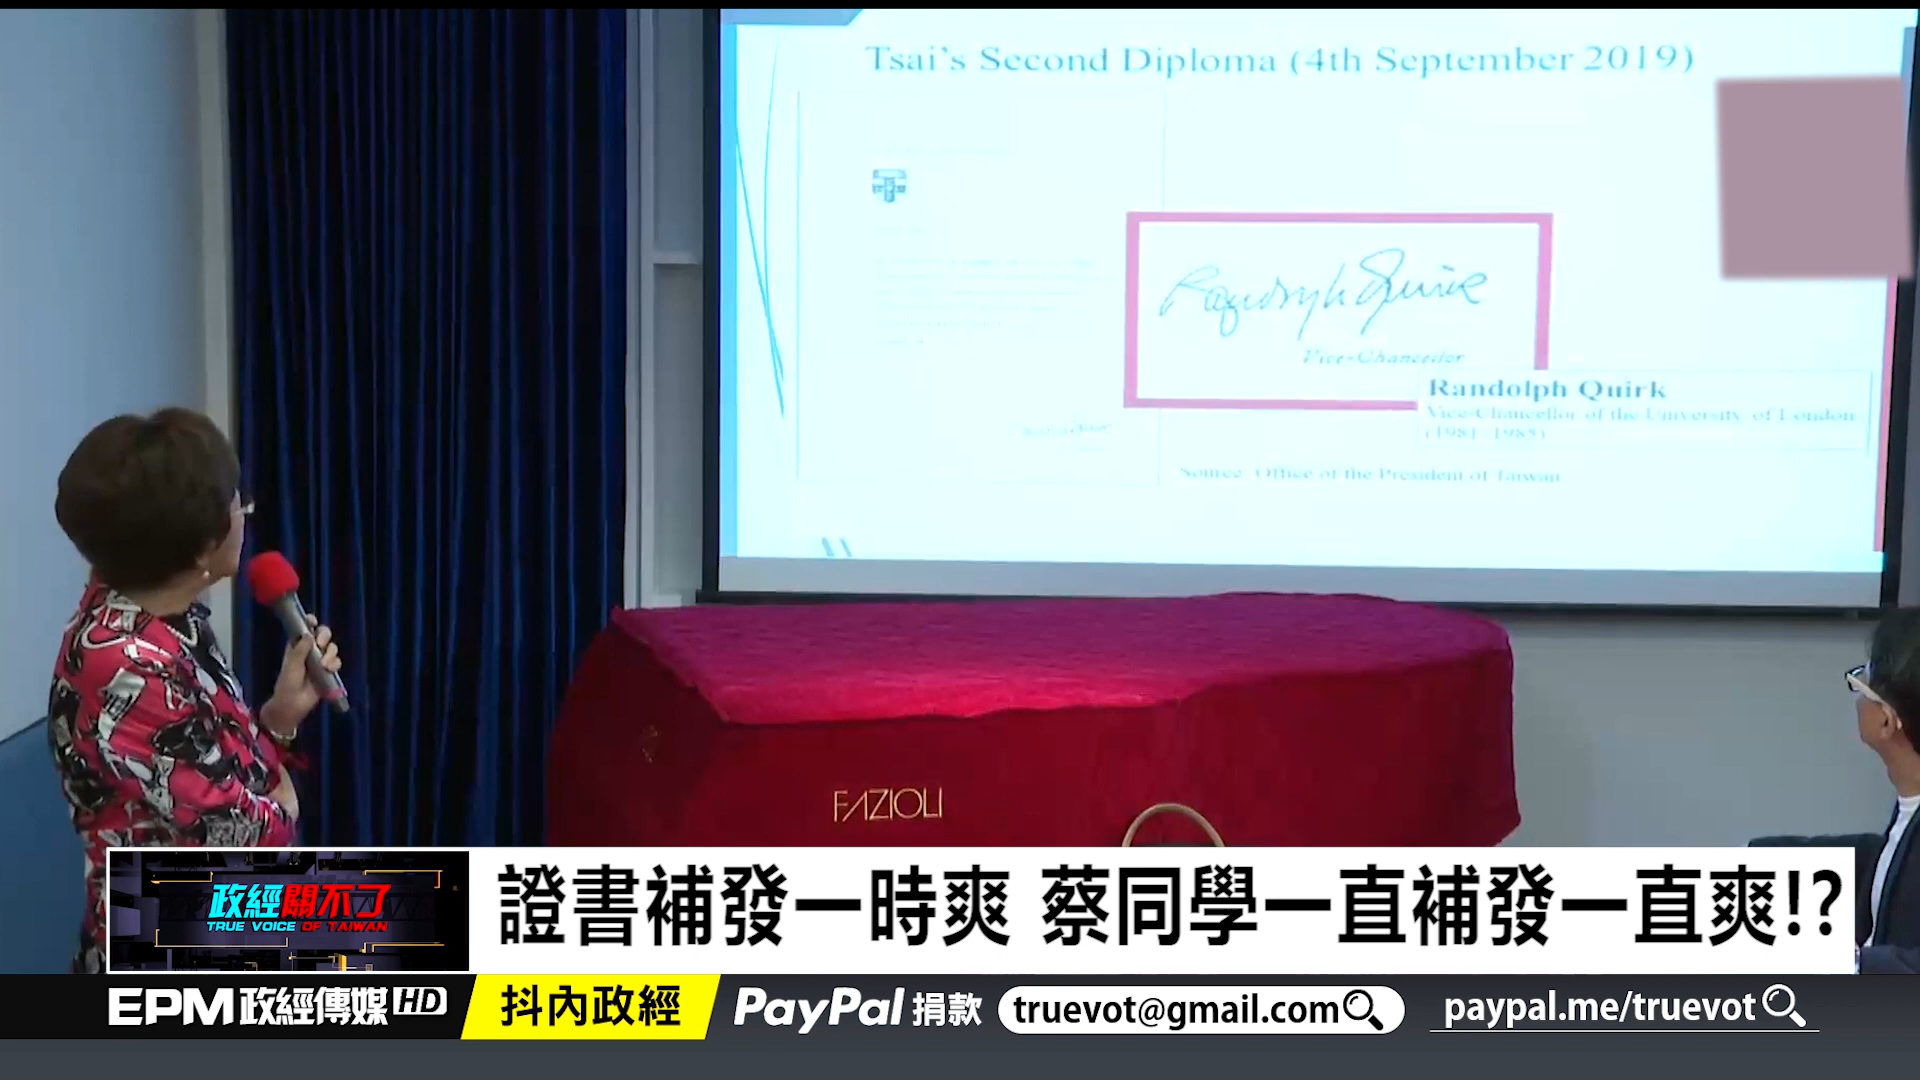 Tsai's Second Diploma (4th September 2019)
Randolph Quirk
Vice-Chancellor
Randolph Quirk
Vice-Chancellor of the University of London
(1981-1985)
Source: Office of the President of Taiwan
FAZIOLI
政經關不了
TRUE VOICE OF TAIWAN
證書補發一時爽 蔡同學一直補發一直爽!?
EPM政經傳媒HD
抖內政經
PayPal 捐款
truevot@gmail.com
paypal.me/truevot